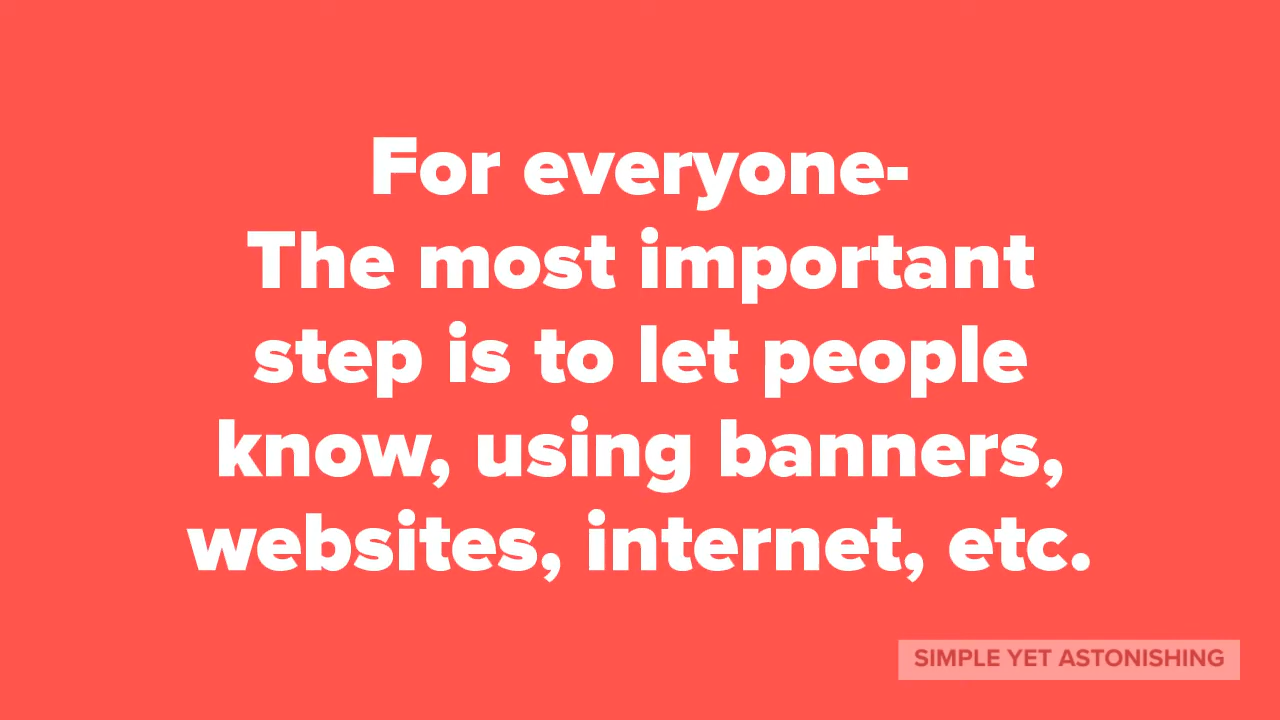 For everyone-
The most important
step is to let people
know, using banners,
websites, internet, etc.
SIMPLE YET ASTONISHING